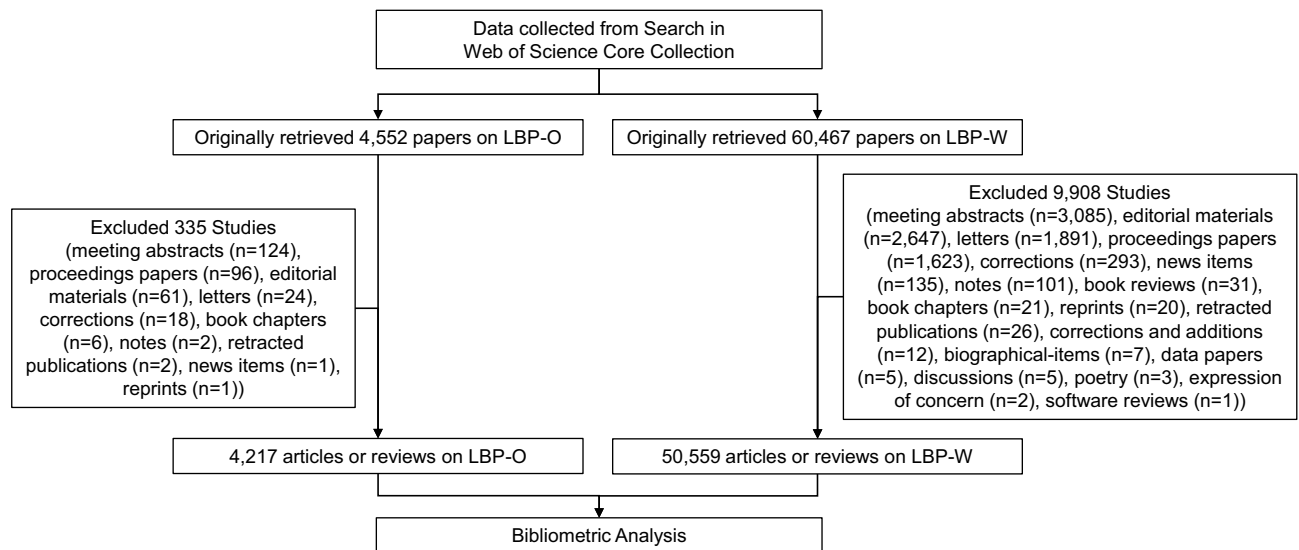 Data collected from Search in
Web of Science Core Collection
Originally retrieved 4,552 papers on LBP-O
Originally retrieved 60,467 papers on LBP-W
Excluded 335 Studies
(meeting abstracts (n=124),
proceedings papers (n=96), editorial
materials (n=61), letters (n=24),
corrections (n=18), book chapters
(n=6), notes (n=2), retracted
publications (n=2), news items (n=1),
reprints (n=1))
Excluded 9,908 Studies
(meeting abstracts (n=3,085), editorial materials
(n=2,647), letters (n=1,891), proceedings papers
(n=1,623), corrections (n=293), news items
(n=135), notes (n=101), book reviews (n=31),
book chapters (n=21), reprints (n=20), retracted
publications (n=26), corrections and additions
(n=12), biographical-items (n=7), data papers
(n=5), discussions (n=5), poetry (n=3), expression
of concern (n=2), software reviews (n=1))
4,217 articles or reviews on LBP-O
50,559 articles or reviews on LBP-W
Bibliometric Analysis